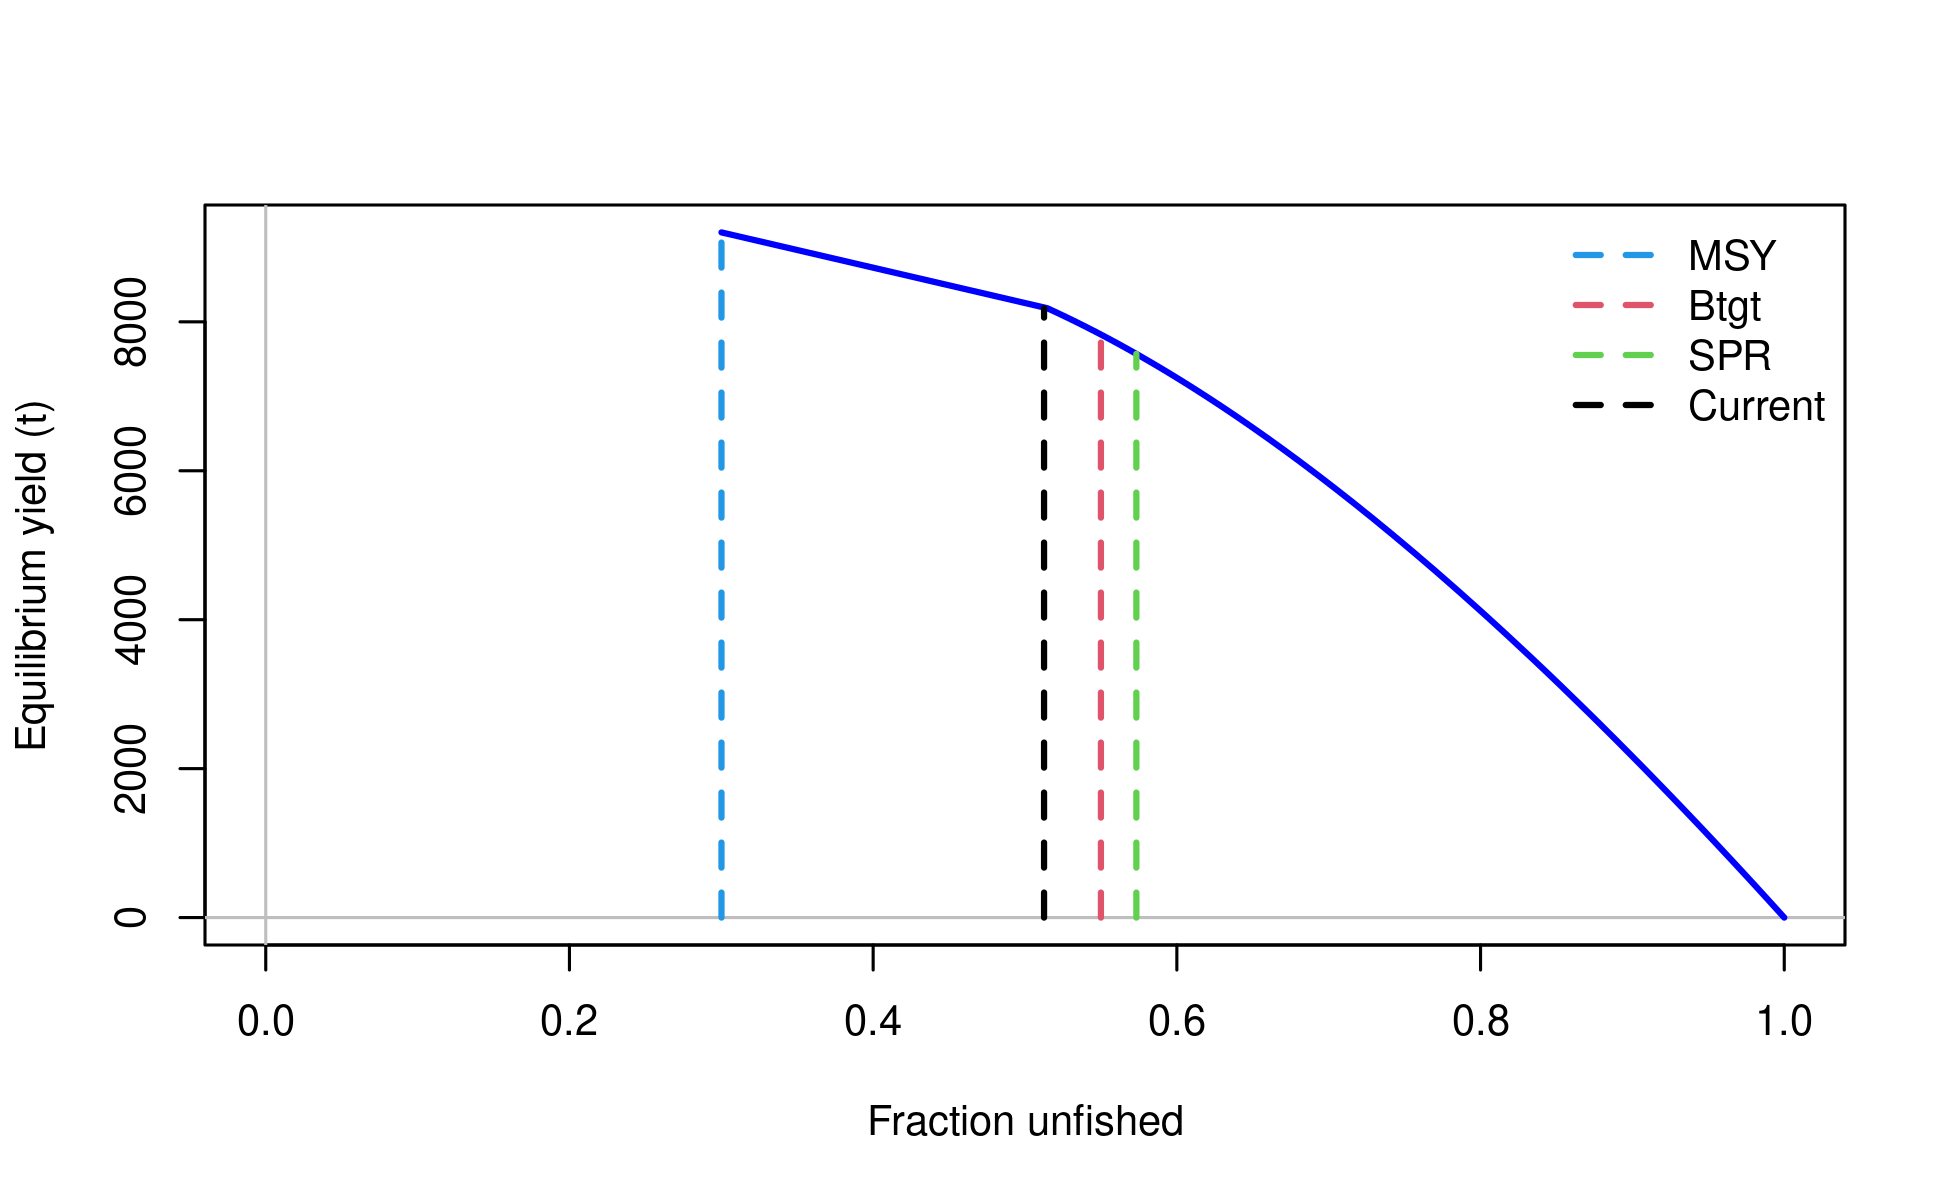 MSY
Btgt
SPR
Current
Equilibrium yield (t)
8000
6000
4000
2000
0
0.0 0.2 0.4 0.6 0.8 1.0
Fraction unfished